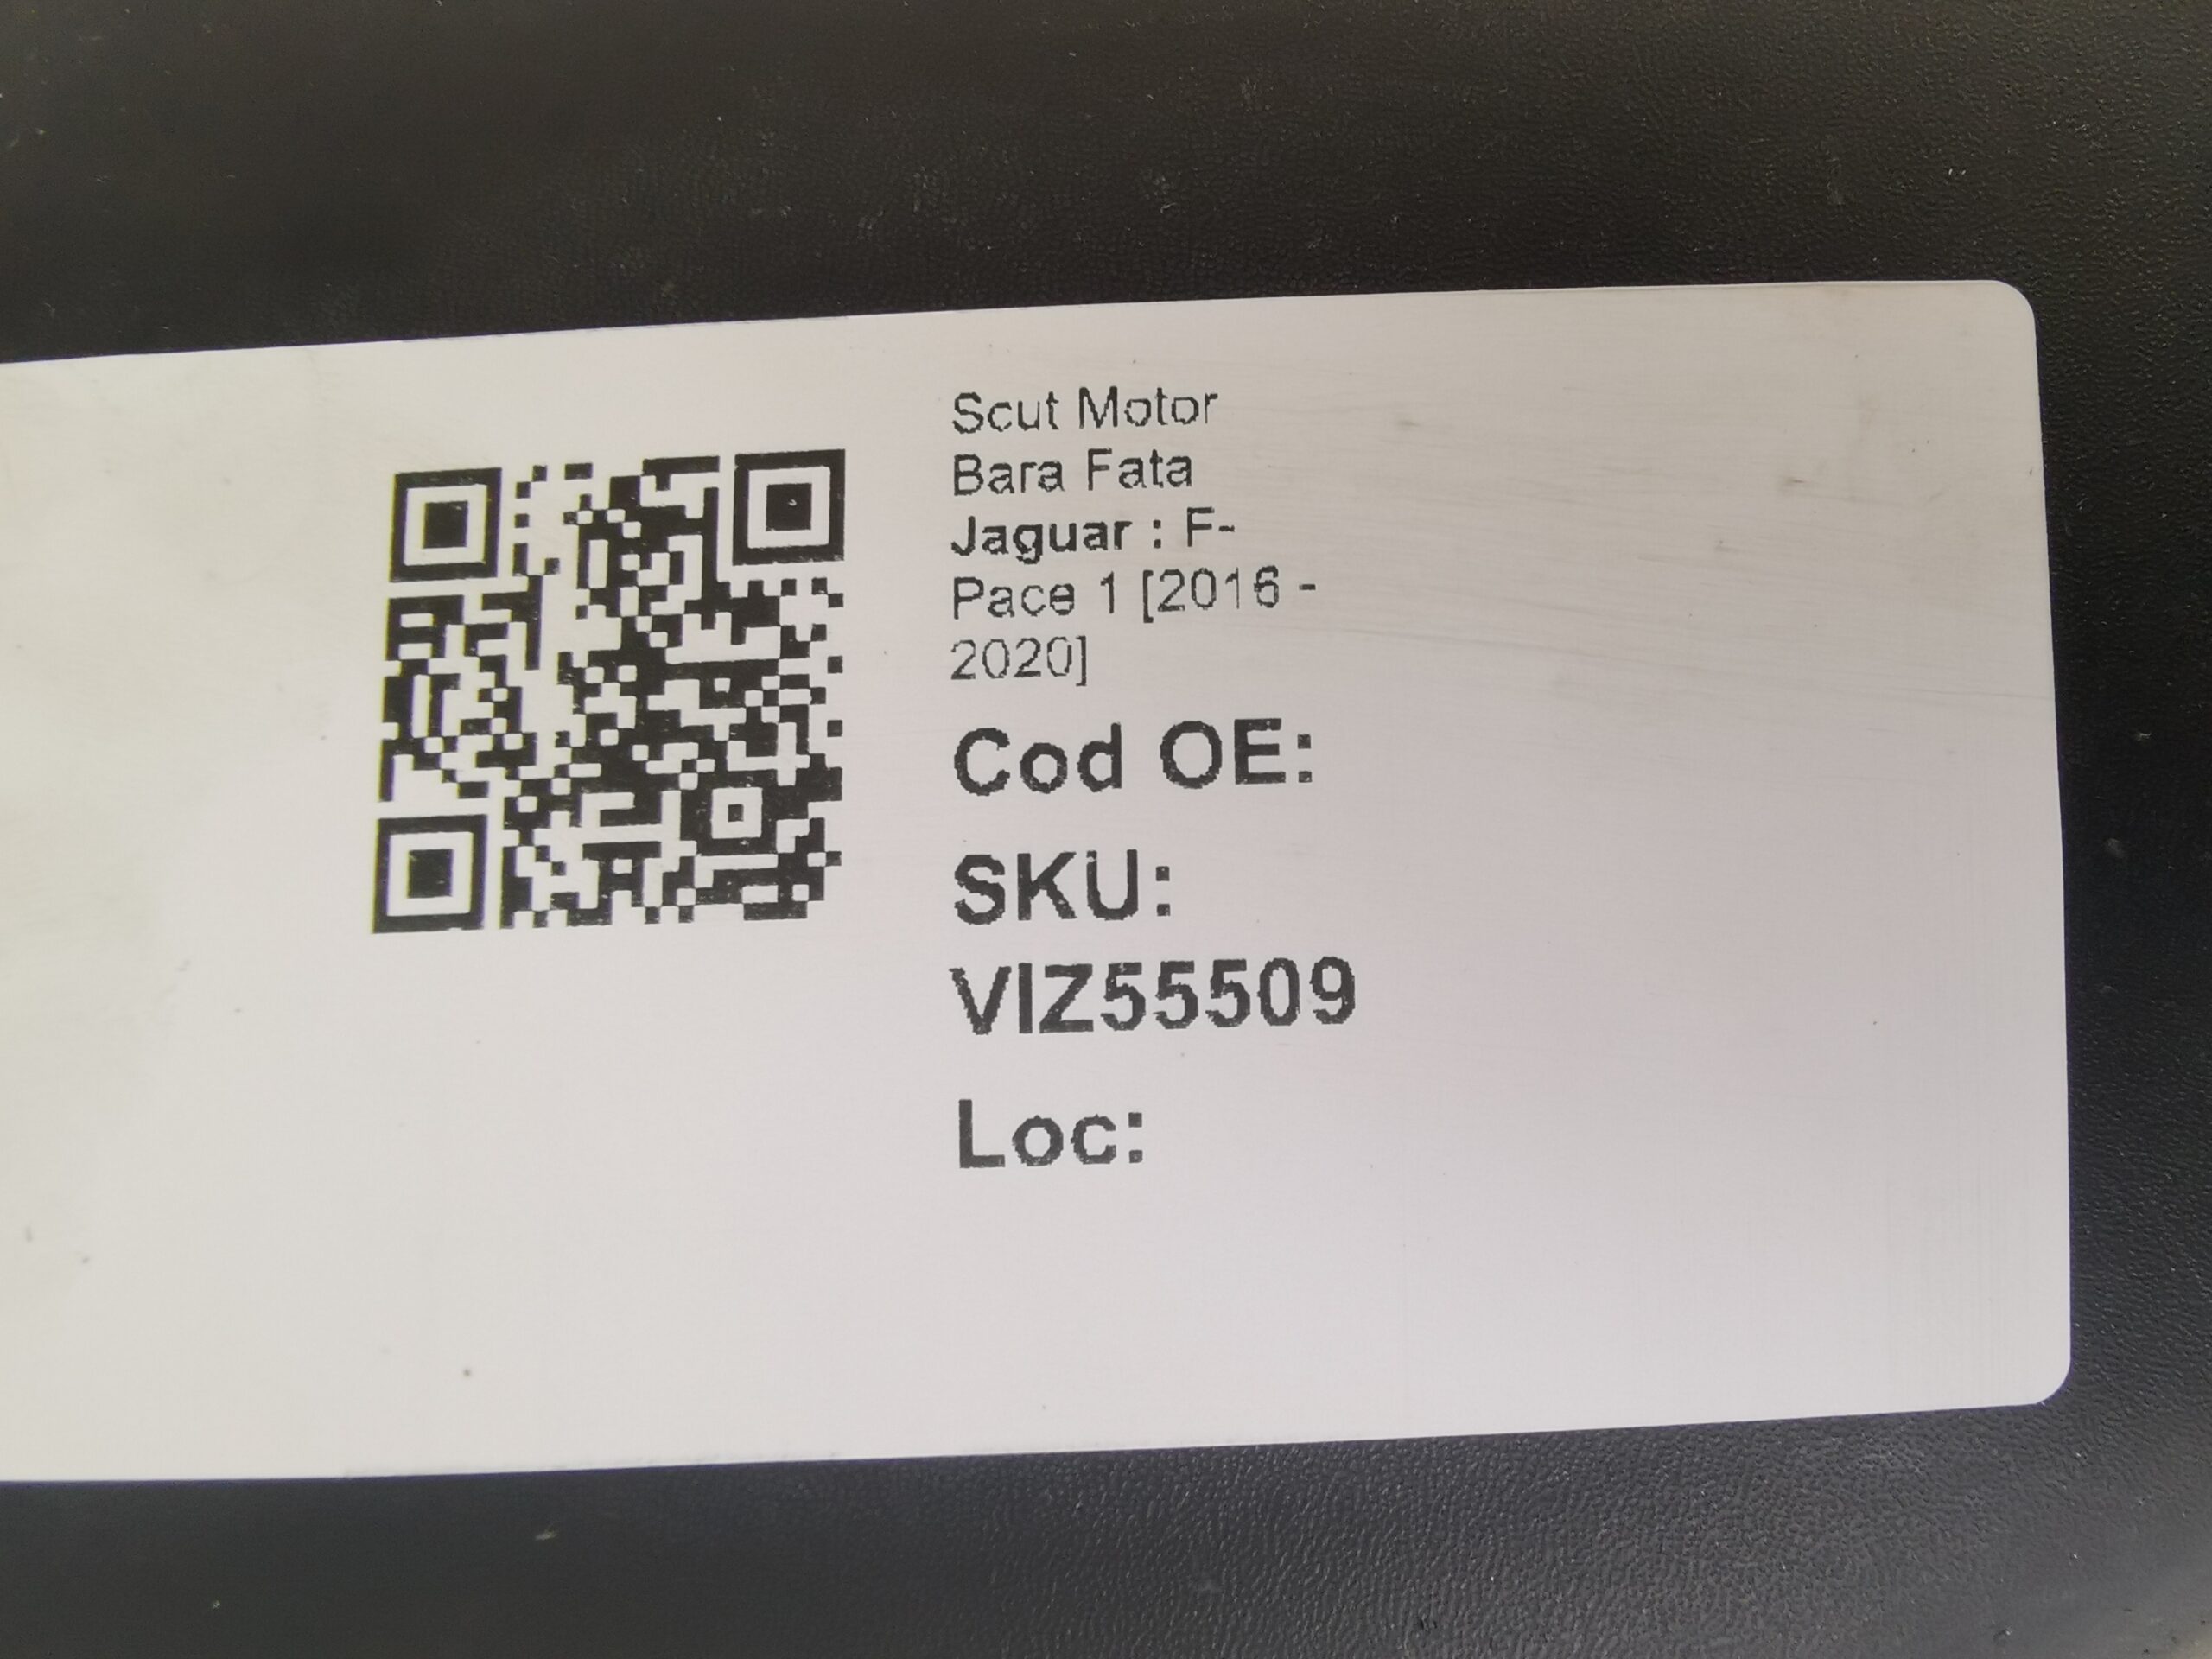 Scut Motor
Bara Fata
Jaguar : F-
Pace 1 [2016 -
2020]
Cod OE:
SKU:
VIZ55509
Loc: